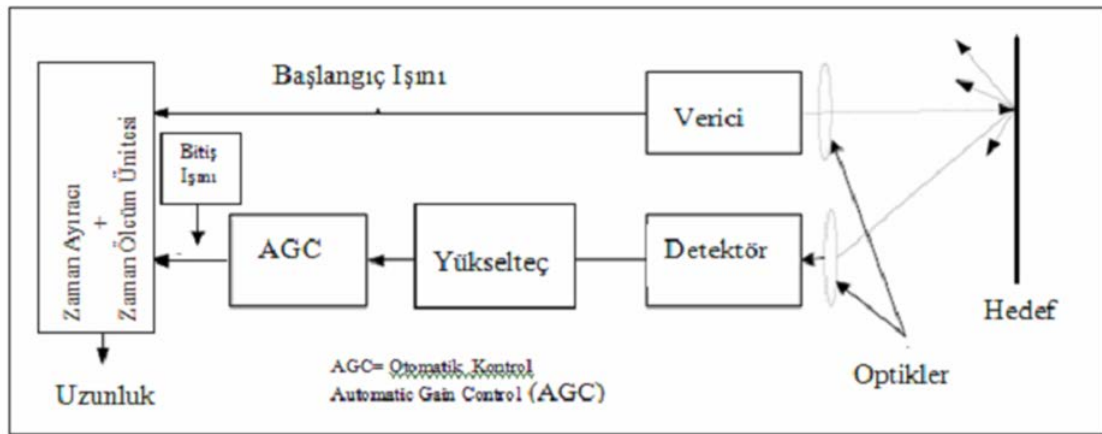 Başlangıç Işını
Verici
Bitiş
Işını
Zaman Ayıracı
+
Zaman Ölçüm Ünitesi
AGC
Yükselteç
Detektör
Hedef
Uzunluk
AGC= Otomatik Kontrol
Automatic Gain Control (AGC)
Optikler